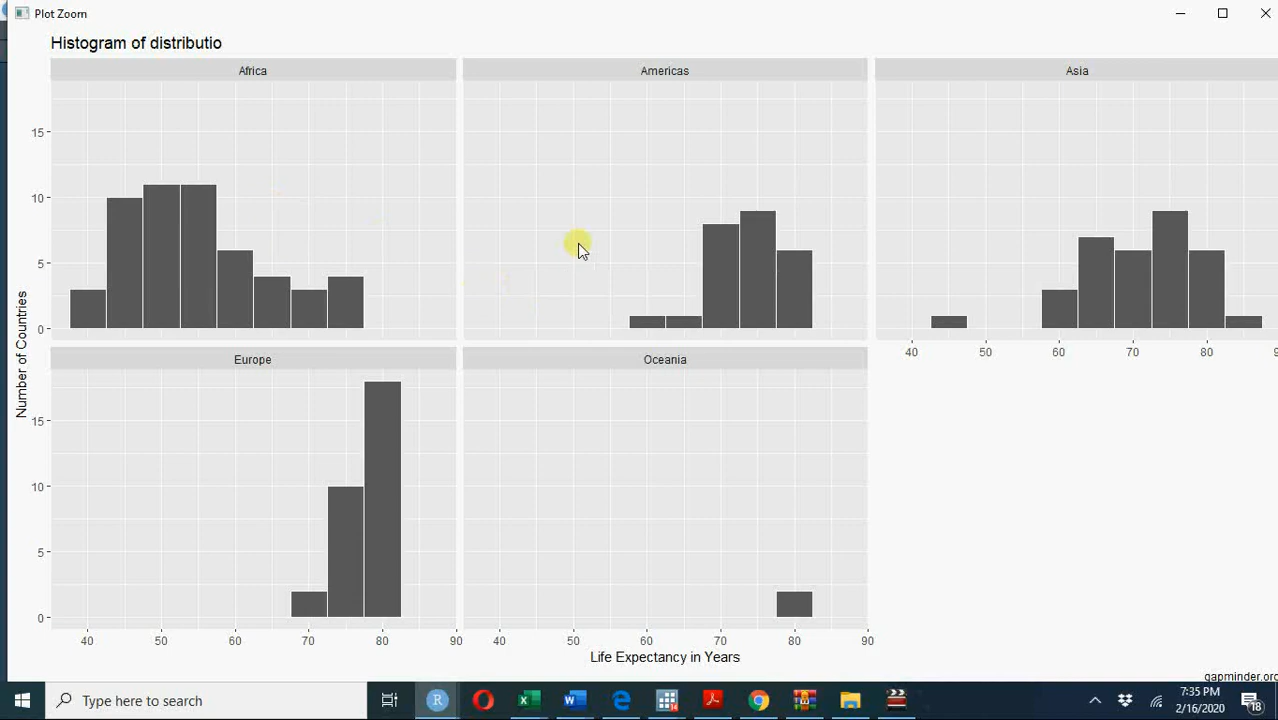 Plot Zoom
Histogram of distributio
Africa
Americas
Asia
15
10
5
0
40 50 60 70 80 9
Number of Countries
Europe
Oceania
15
10
5
0
40 50 60 70 80 90
40 50 60 70 80 90
Life Expectancy in Years
gapminder.org
Type here to search
7:35 PM
2/16/2020
18